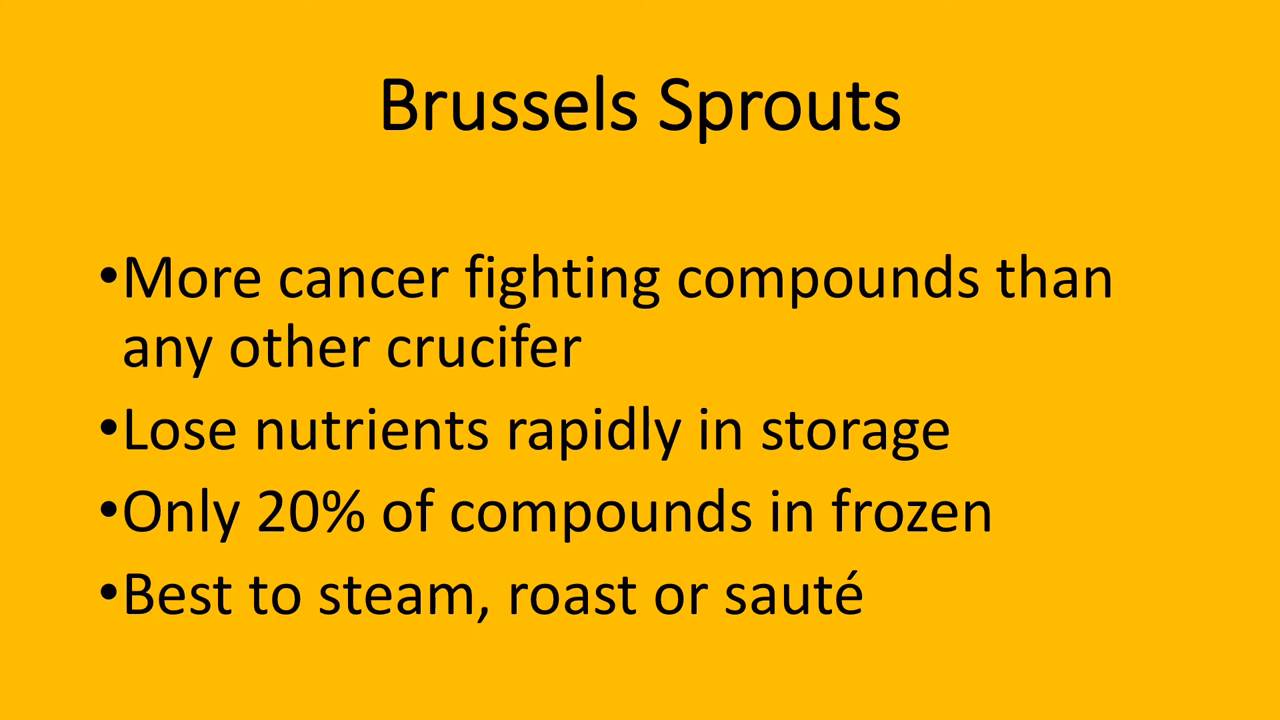 Brussels Sprouts
•More cancer fighting compounds than
any other crucifer
•Lose nutrients rapidly in storage
•Only 20% of compounds in frozen
•Best to steam, roast or sauté